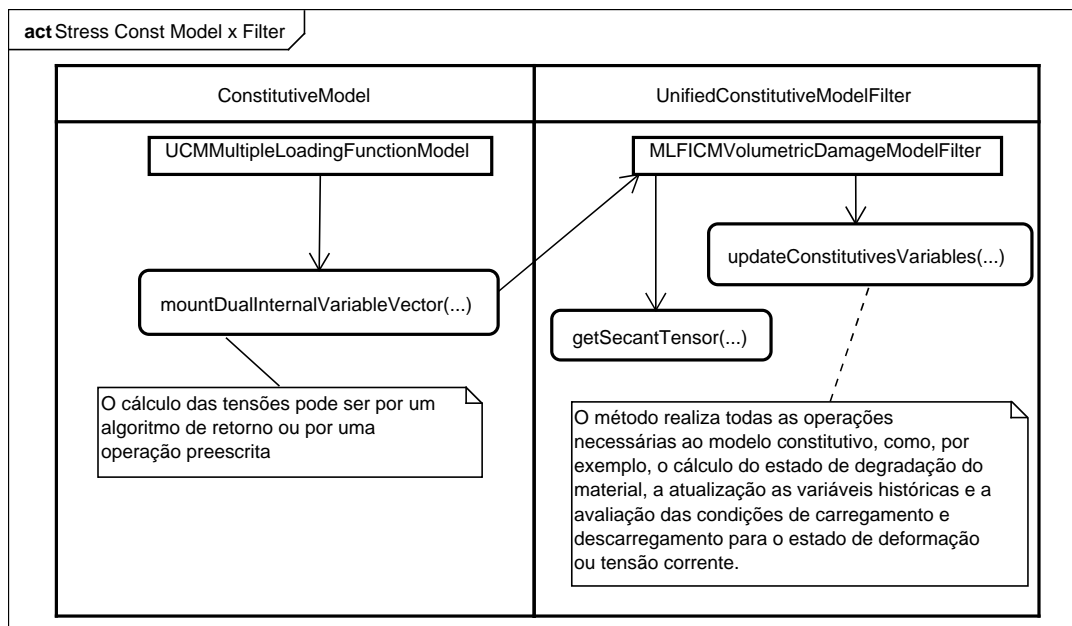 act Stress Const Model x Filter
ConstitutiveModel
UnifiedConstitutiveModelFilter
UCMMultipleLoadingFunctionModel
MLFICMVolumetricDamageModelFilter
updateConstitutivesVariables(...)
mountDualInternalVariableVector(...)
getSecantTensor(...)
O cálculo das tensões pode ser por um
algoritmo de retorno ou por uma
operação preescrita
O método realiza todas as operações
necessárias ao modelo constitutivo, como, por
exemplo, o cálculo do estado de degradação do
material, a atualização as variáveis históricas e a
avaliação das condições de carregamento e
descarregamento para o estado de deformação
ou tensão corrente.